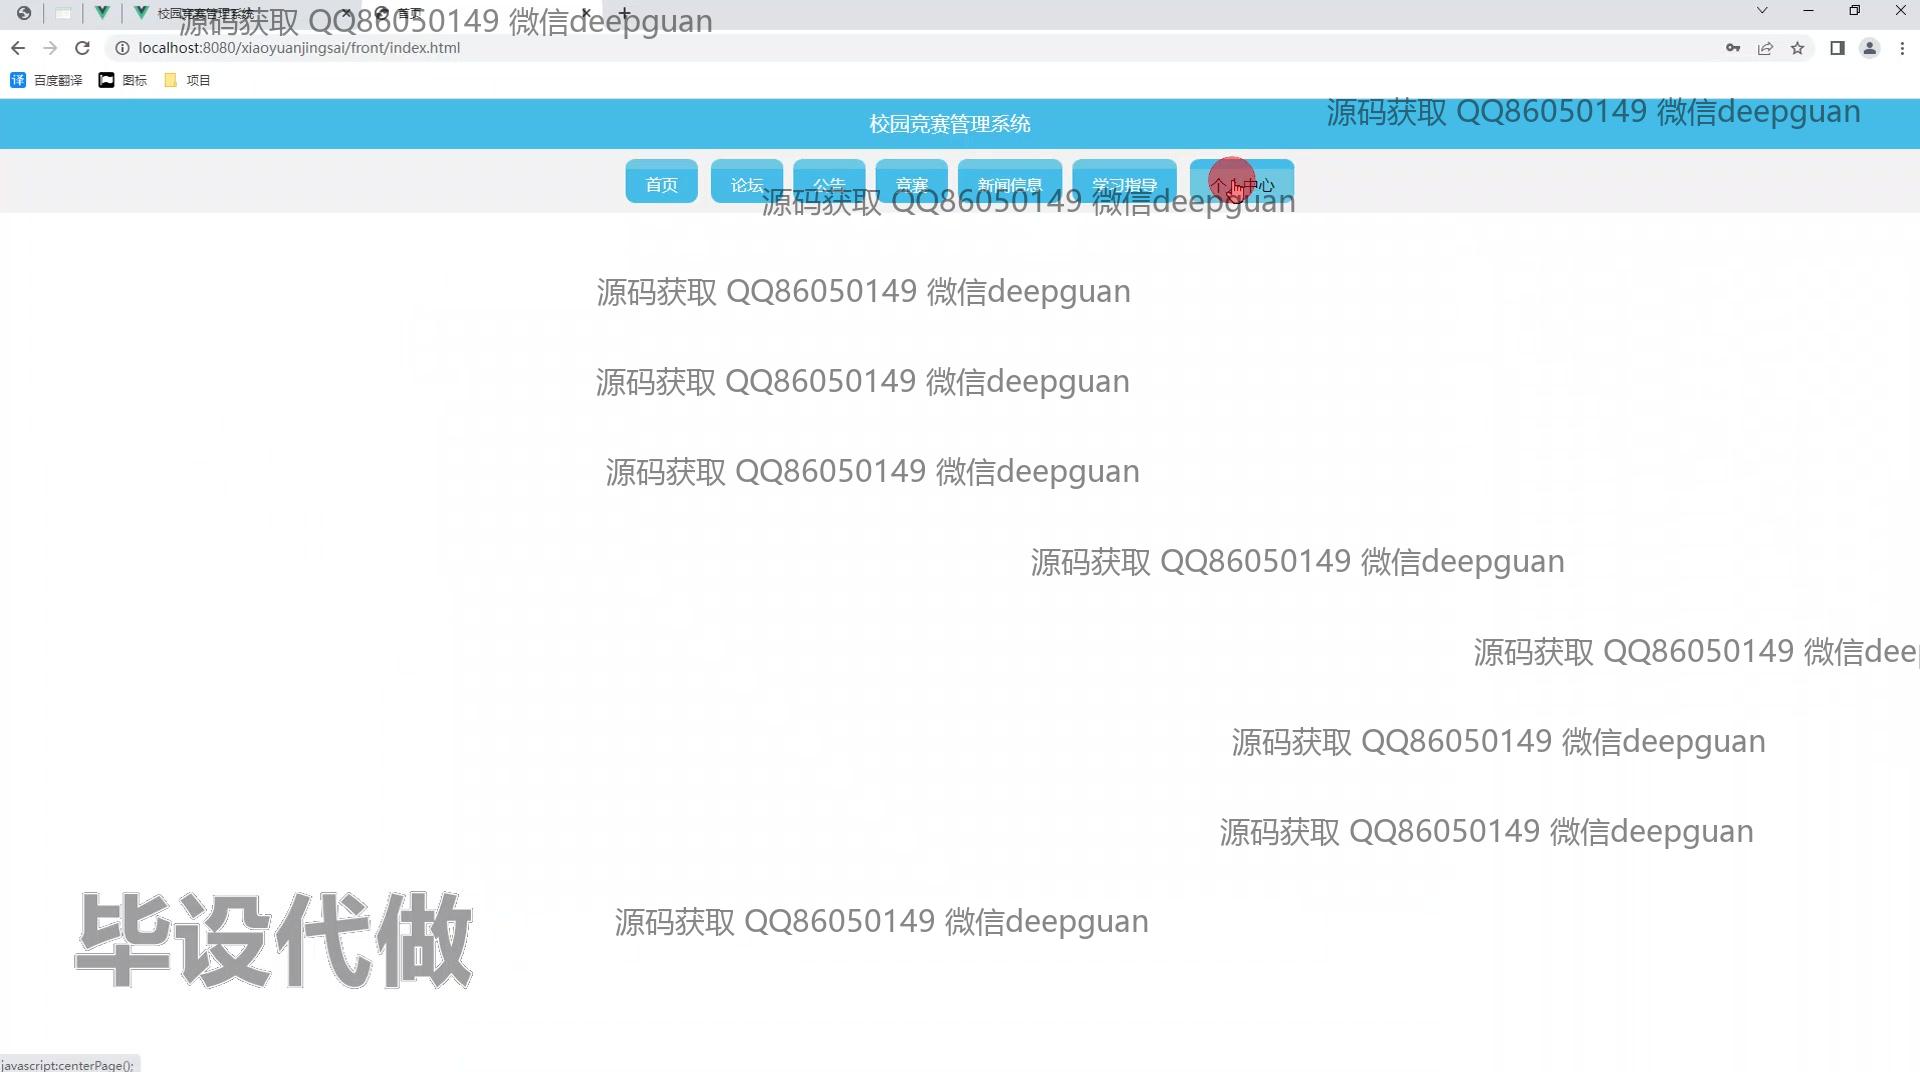 校园竞赛管理系统 首页
源码获取 QQ86050149 微信deepguan
localhost:8080/xiaoyuanjingsai/front/index.html
百度翻译 图标 项目
源码获取 QQ86050149 微信deepguan
校园竞赛管理系统
首页 论坛 公告 竞赛 新闻信息 学习指导 个人中心
源码获取 QQ86050149 微信deepguan
源码获取 QQ86050149 微信deepguan
源码获取 QQ86050149 微信deepguan
源码获取 QQ86050149 微信deepguan
源码获取 QQ86050149 微信deepguan
源码获取 QQ86050149 微信dee
源码获取 QQ86050149 微信deepguan
源码获取 QQ86050149 微信deepguan
源码获取 QQ86050149 微信deepguan
毕设代做
javascript:centerPage();